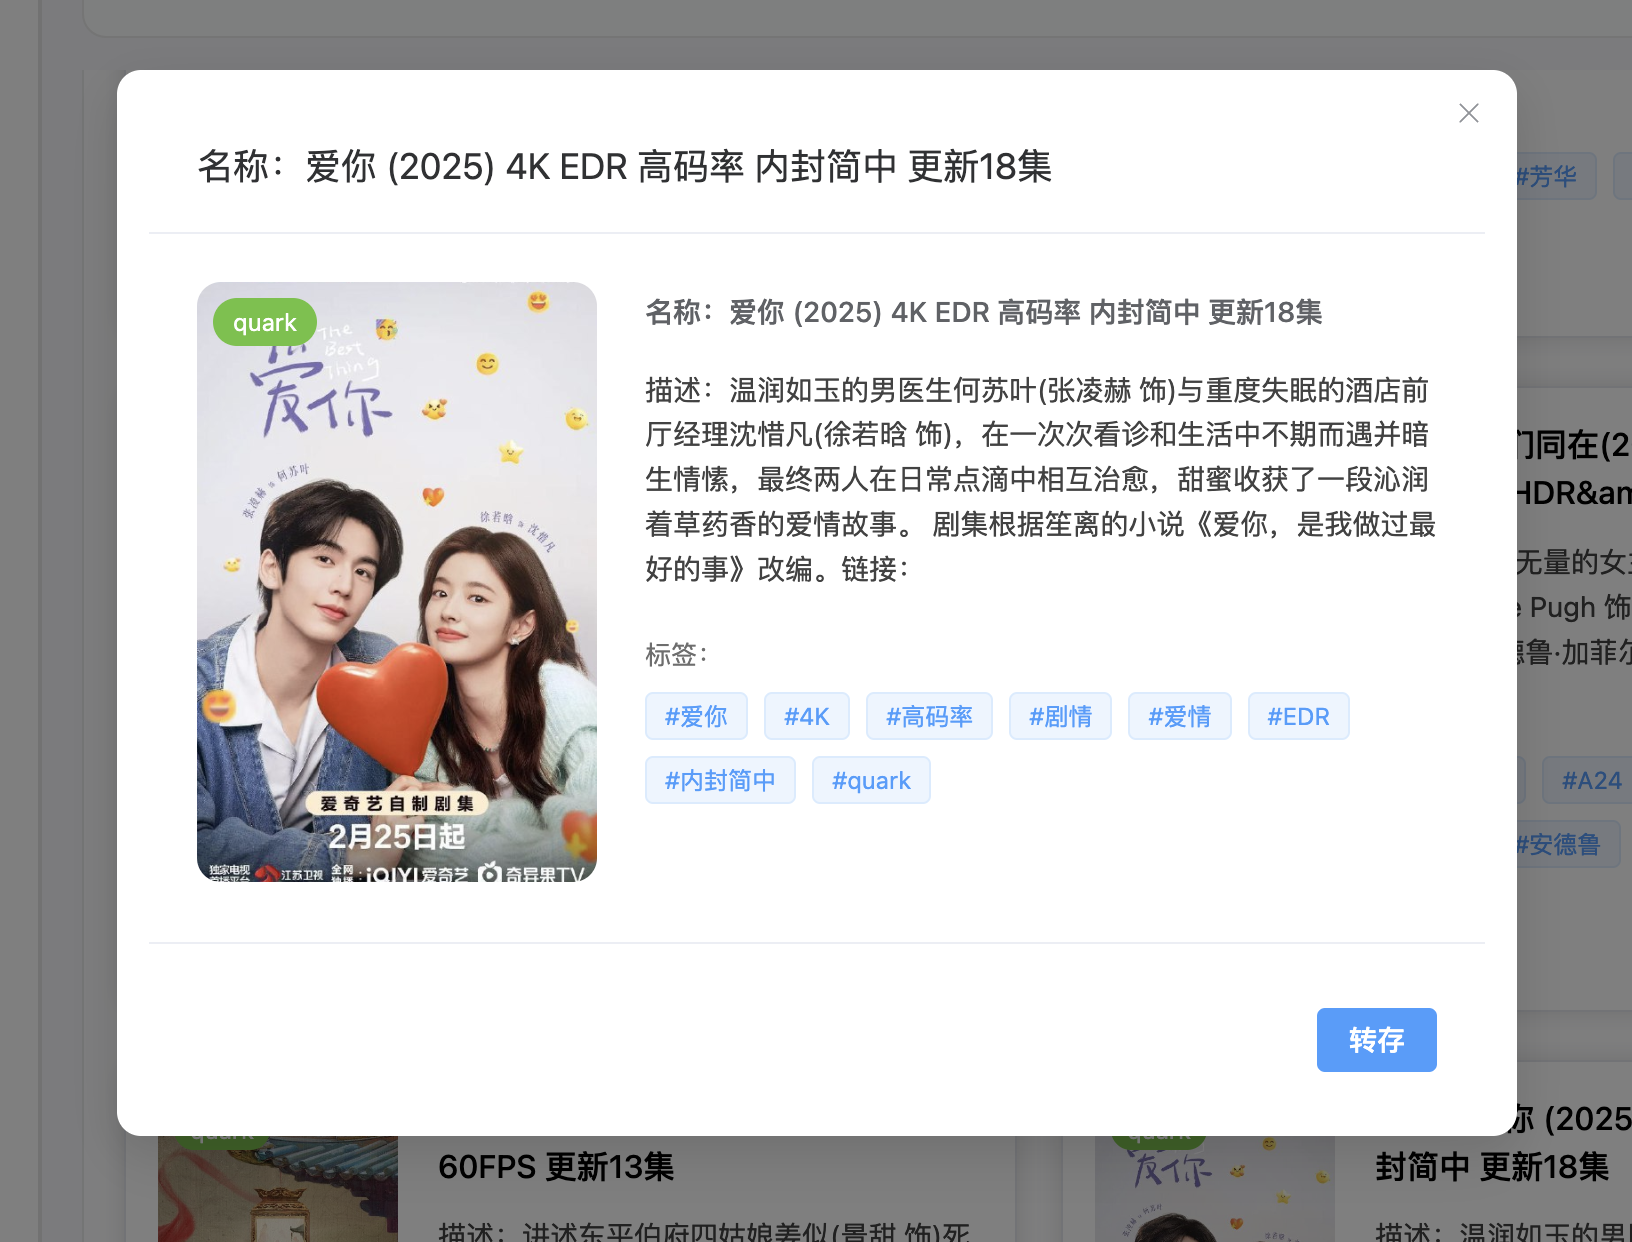 名称：爱你 (2025) 4K EDR 高码率 内封简中 更新18集
#芳华
quark
The
Best
Thing
爱你
张凌赫 & 何苏叶
徐若晗 & 沈惜凡
爱奇艺自制剧集
2月25日起
独家电视
江苏卫视
全网
iQIYI爱奇艺
奇异果TV
名称：爱你 (2025) 4K EDR 高码率 内封简中 更新18集
描述：温润如玉的男医生何苏叶(张凌赫 饰)与重度失眠的酒店前
厅经理沈惜凡(徐若晗 饰)，在一次次看诊和生活中不期而遇并暗
生情愫，最终两人在日常点滴中相互治愈，甜蜜收获了一段沁润
着草药香的爱情故事。 剧集根据笙离的小说《爱你，是我做过最
好的事》改编。链接：
标签：
#爱你
#4K
#高码率
#剧情
#爱情
#EDR
#内封简中
#quark
转存
们同在(2
HDR&am
无量的女主
e Pugh 饰
德鲁·加菲尔
#A24
#安德鲁
60FPS 更新13集
描述：讲述东平伯府四姑娘姜似(景甜 饰)死
quark
爱你
你 (2025
封简中 更新18集
描述：温润如玉的男